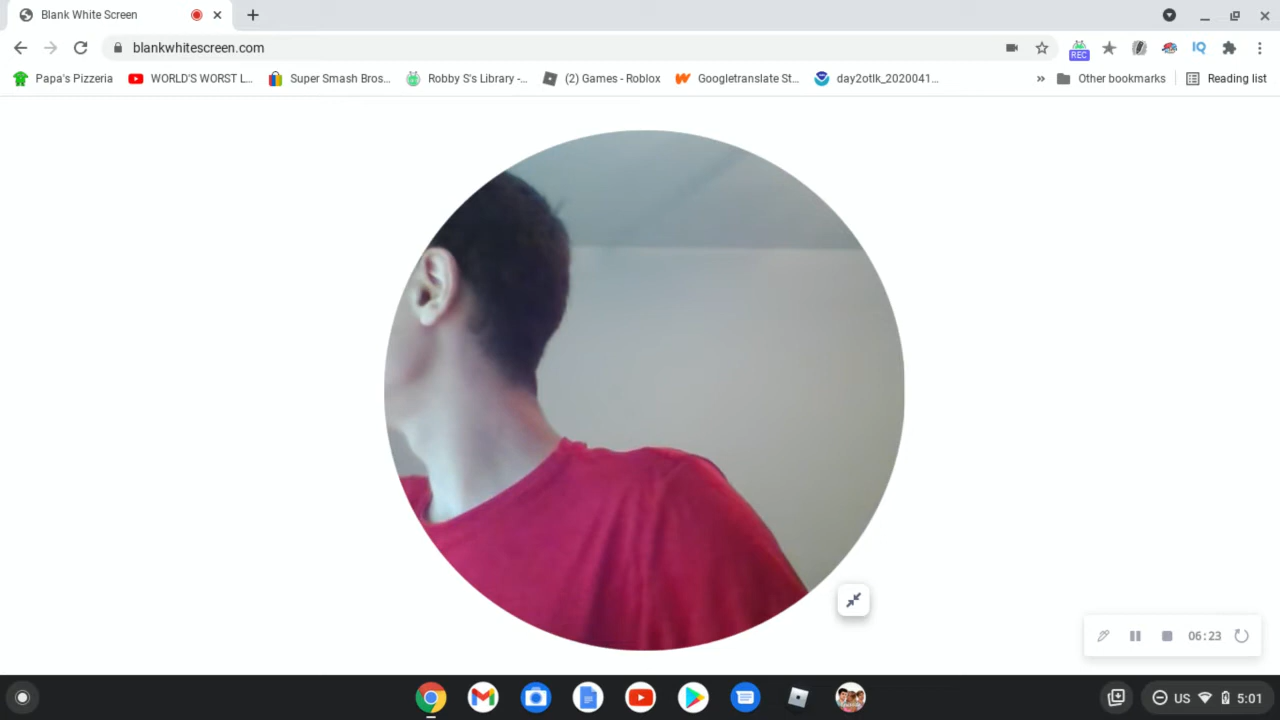 Blank White Screen
blankwhitescreen.com
REC
IQ
Papa's Pizzeria
WORLD'S WORST L...
Super Smash Bros...
Robby S's Library -...
(2) Games - Roblox
Googletranslate St...
day2otlk_2020041...
»
Other bookmarks
Reading list
06:23
US
5:01